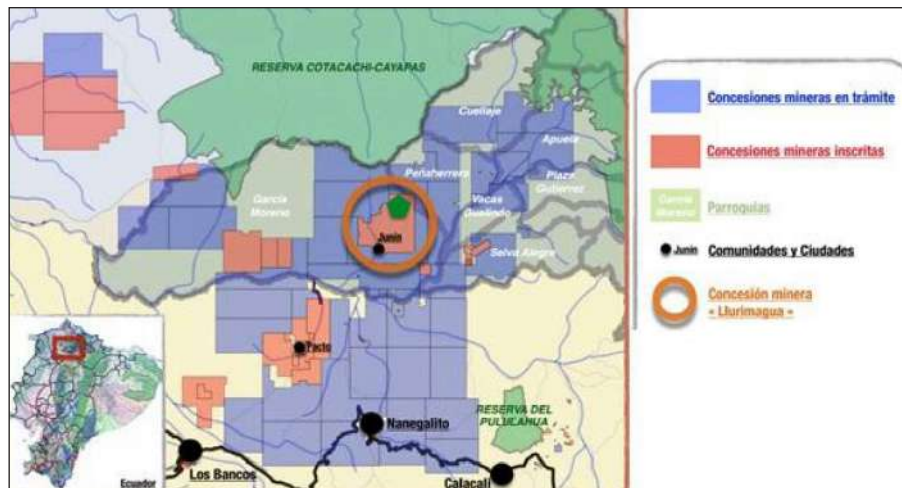 RESERVA COTACACHI-CAYAPAS
Cuellaje
Apuela
Peñaherrera
Plaza
Gutierrez
García
Moreno
Vacas
Galindo
Junín
Selva Alegre
Pacto
RESERVA DEL
PULULAHUA
Nanegalito
Los Bancos
Calacalí
Ecuador
Concesiones mineras en trámite
Concesiones mineras inscritas
García
Moreno
Parroquias
Junín
Comunidades y Ciudades
Concesión minera
« Llurimagua »